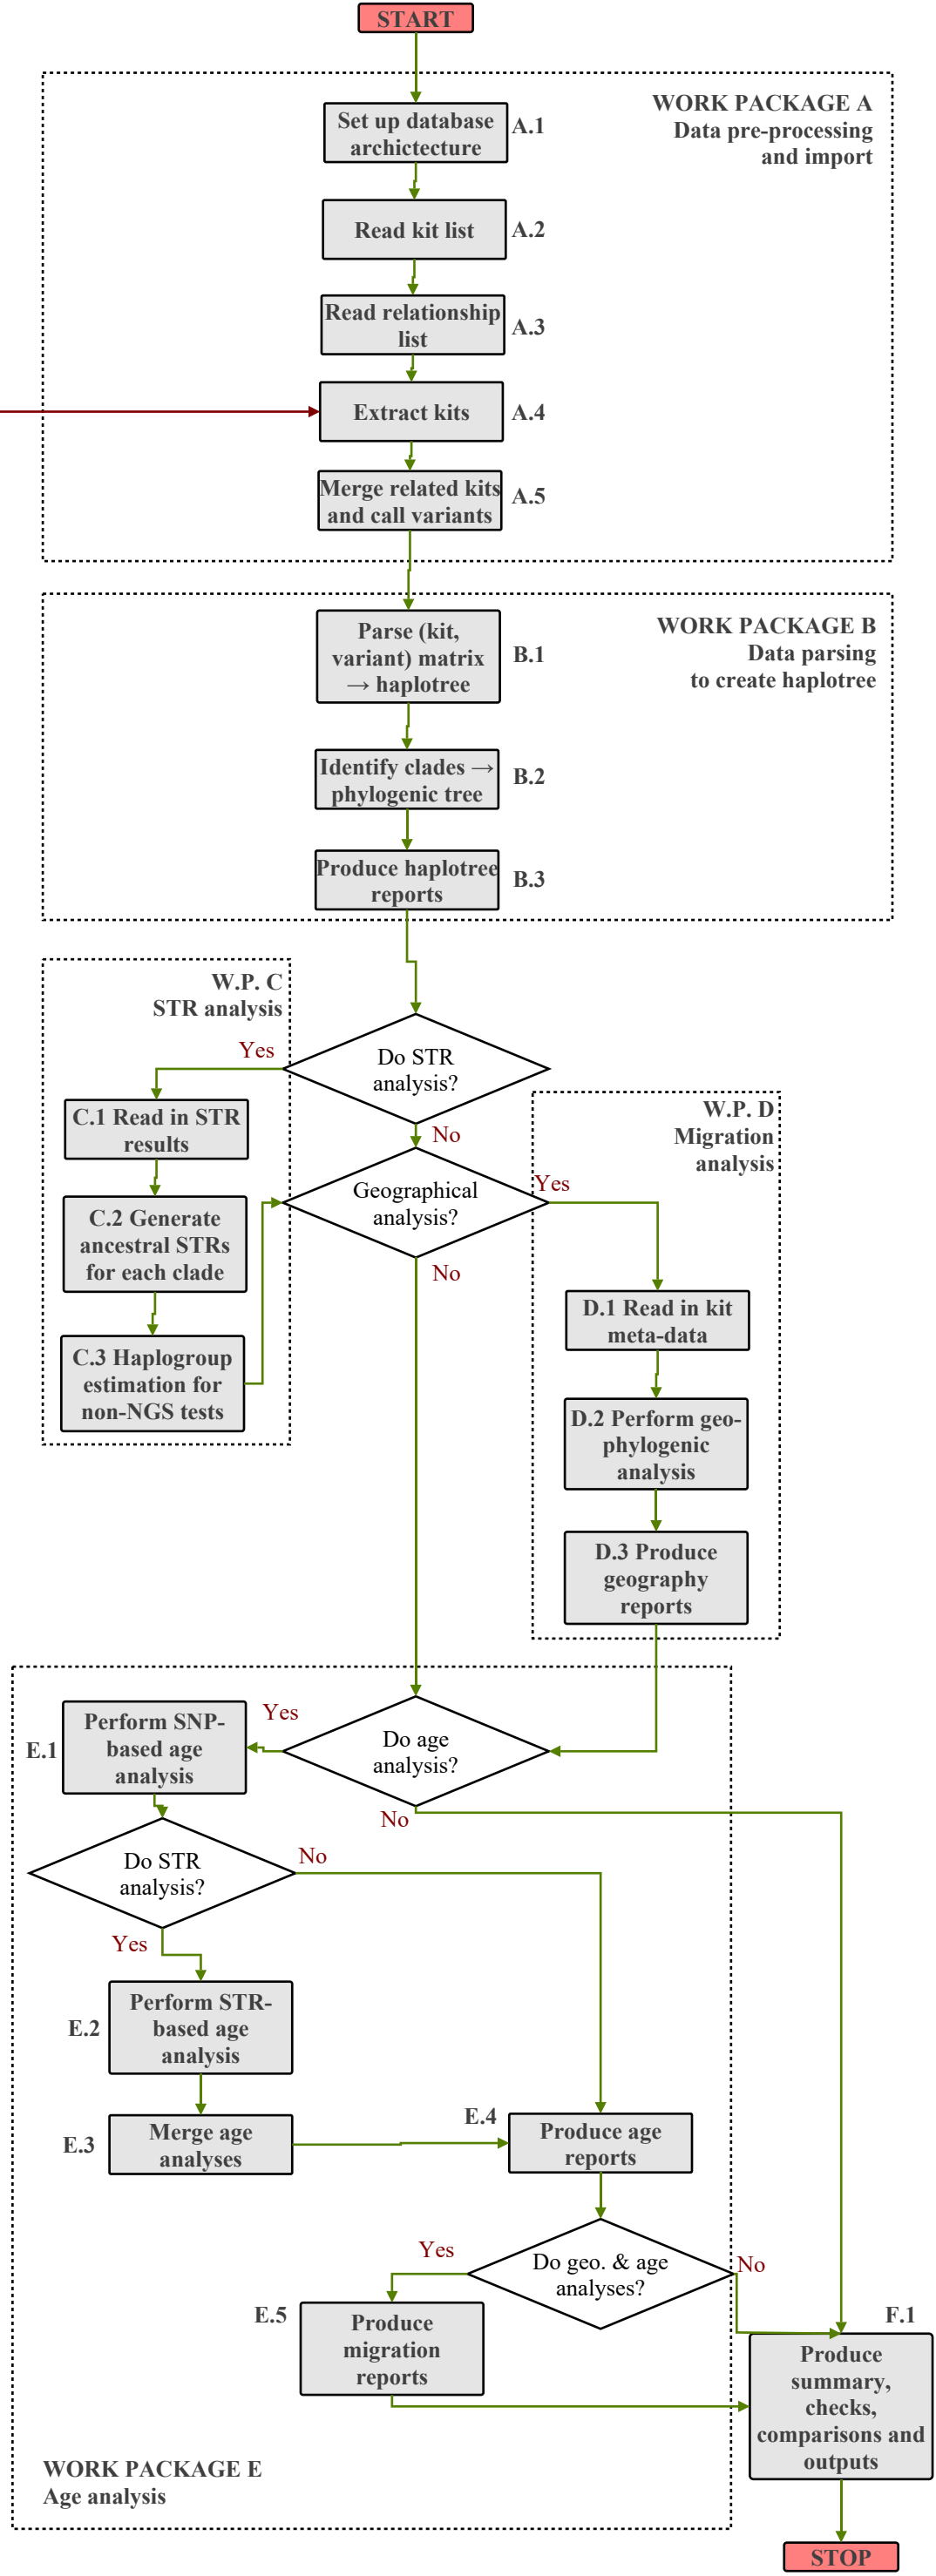 START
WORK PACKAGE A
Data pre-processing
and import
Set up database
archictecture
A.1
Read kit list
A.2
Read relationship
list
A.3
Extract kits
A.4
Merge related kits
and call variants
A.5
WORK PACKAGE B
Data parsing
to create haplotree
Parse (kit,
variant) matrix
→ haplotree
B.1
Identify clades →
phylogenic tree
B.2
Produce haplotree
reports
B.3
W.P. C
STR analysis
Do STR
analysis?
Yes
No
C.1 Read in STR
results
C.2 Generate
ancestral STRs
for each clade
C.3 Haplogroup
estimation for
non-NGS tests
Geographical
analysis?
Yes
No
W.P. D
Migration
analysis
D.1 Read in kit
meta-data
D.2 Perform geo-
phylogenic
analysis
D.3 Produce
geography
reports
Do age
analysis?
Yes
No
E.1
Perform SNP-
based age
analysis
Do STR
analysis?
No
Yes
E.2
Perform STR-
based age
analysis
E.3
Merge age
analyses
E.4
Produce age
reports
Do geo. & age
analyses?
Yes
No
E.5
Produce
migration
reports
F.1
Produce
summary,
checks,
comparisons and
outputs
WORK PACKAGE E
Age analysis
STOP